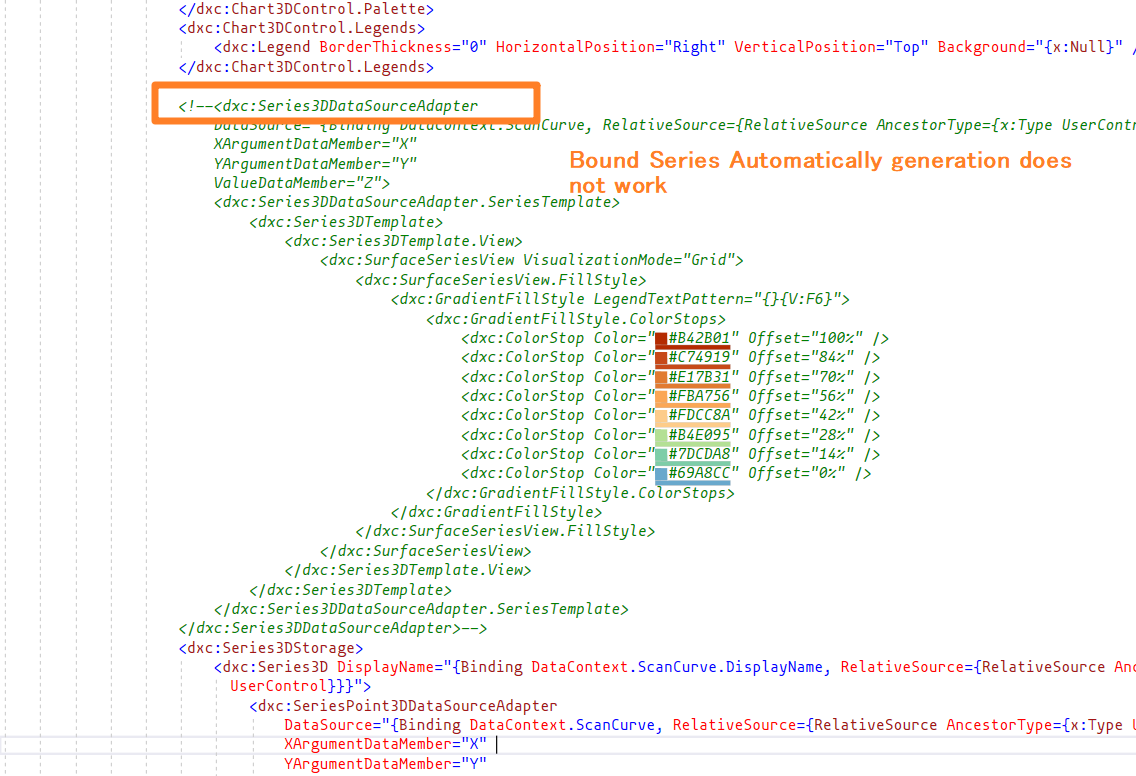 </dxc:Chart3DControl.Palette>
<dxc:Chart3DControl.Legends>
<dxc:Legend BorderThickness="0" HorizontalPosition="Right" VerticalPosition="Top" Background="{x:Null}" /
</dxc:Chart3DControl.Legends>
<!--<dxc:Series3DDataSourceAdapter
DataSource="{Binding DataContext.ScanCurve, RelativeSource={RelativeSource AncestorType={x:Type UserContr
XArgumentDataMember="X"
YArgumentDataMember="Y"
ValueDataMember="Z">
Bound Series Automatically generation does
not work
<dxc:Series3DDataSourceAdapter.SeriesTemplate>
<dxc:Series3DTemplate>
<dxc:Series3DTemplate.View>
<dxc:SurfaceSeriesView VisualizationMode="Grid">
<dxc:SurfaceSeriesView.FillStyle>
<dxc:GradientFillStyle LegendTextPattern="{}{V:F6}">
<dxc:GradientFillStyle.ColorStops>
<dxc:ColorStop Color="#B42B01" Offset="100%" />
<dxc:ColorStop Color="#C74919" Offset="84%" />
<dxc:ColorStop Color="#E17B31" Offset="70%" />
<dxc:ColorStop Color="#FBA756" Offset="56%" />
<dxc:ColorStop Color="#FDCC8A" Offset="42%" />
<dxc:ColorStop Color="#B4E095" Offset="28%" />
<dxc:ColorStop Color="#7DCDA8" Offset="14%" />
<dxc:ColorStop Color="#69A8CC" Offset="0%" />
</dxc:GradientFillStyle.ColorStops>
</dxc:GradientFillStyle>
</dxc:SurfaceSeriesView.FillStyle>
</dxc:SurfaceSeriesView>
</dxc:Series3DTemplate.View>
</dxc:Series3DTemplate>
</dxc:Series3DDataSourceAdapter.SeriesTemplate>
</dxc:Series3DDataSourceAdapter>-->
<dxc:Series3DStorage>
<dxc:Series3D DisplayName="{Binding DataContext.ScanCurve.DisplayName, RelativeSource={RelativeSource Anc
UserControl}}}">
<dxc:SeriesPoint3DDataSourceAdapter
DataSource="{Binding DataContext.ScanCurve, RelativeSource={RelativeSource AncestorType={x:Type U
XArgumentDataMember="X"
YArgumentDataMember="Y"